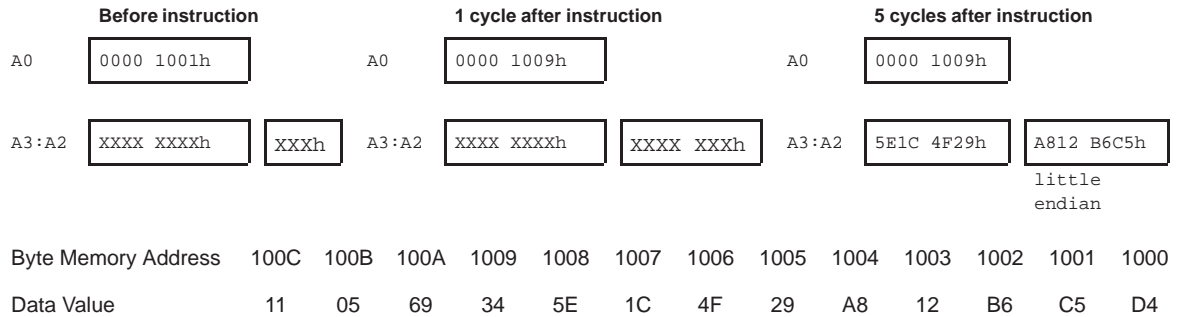 Before instruction 1 cycle after instruction 5 cycles after instruction
A0 0000 1001h A0 0000 1009h A0 0000 1009h
A3:A2 XXXX XXXXh XXXh A3:A2 XXXX XXXXh XXXX XXXh A3:A2 5E1C 4F29h A812 B6C5h
little
endian
Byte Memory Address 100C 100B 100A 1009 1008 1007 1006 1005 1004 1003 1002 1001 1000
Data Value 11 05 69 34 5E 1C 4F 29 A8 12 B6 C5 D4